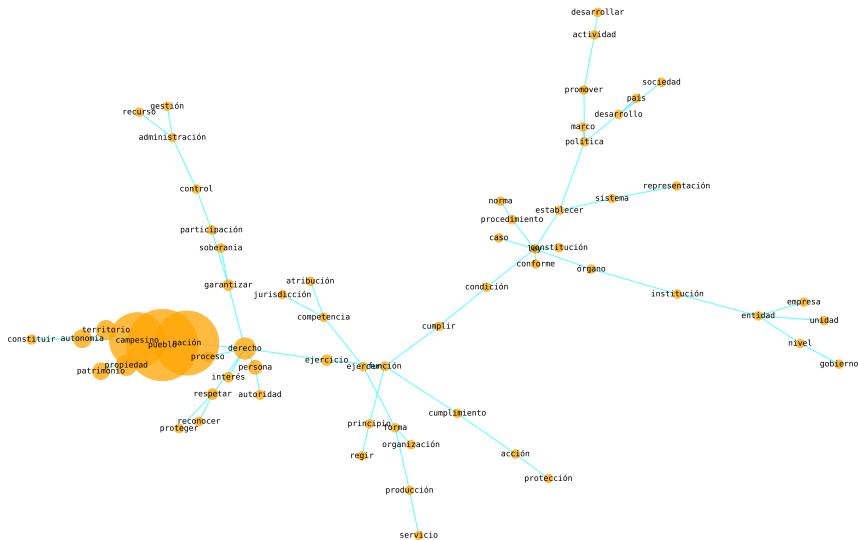 desarrollar
actividad
sociedad
promover
país
gestión
recurso
desarrollo
marco
administración
política
representación
control
sistema
norma
establecer
procedimiento
participación
caso
soberanía
ley
constitución
conforme
órgano
atribución
garantizar
condición
jurisdicción
institución
empresa
competencia
entidad
unidad
cumplir
territorio
constituir
autonomía
campesino
nación
pueblo
derecho
nivel
proceso
ejercicio
propiedad
ejercer
función
gobierno
persona
patrimonio
interés
respetar
autoridad
cumplimiento
reconocer
principio
proteger
forma
organización
regir
acción
protección
producción
servicio